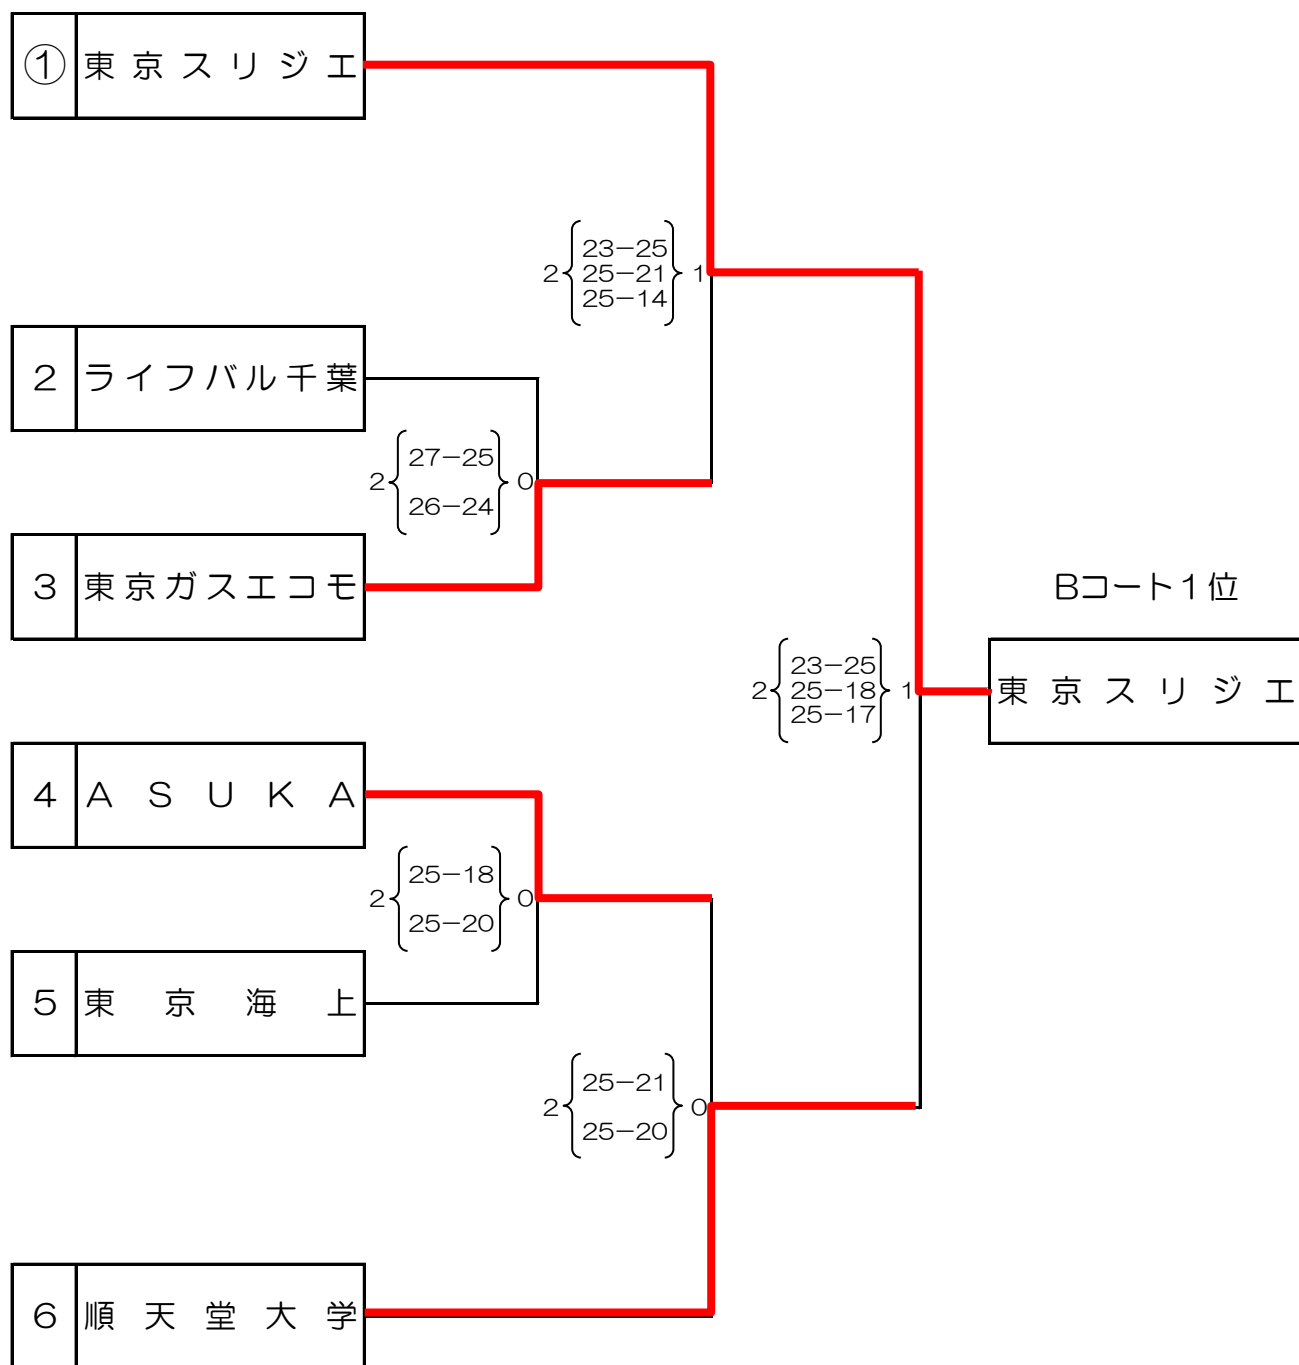 ① 東京スリジエ
2 { 23-25 } 1
25-21
25-14
2 ライフバル千葉
2 { 27-25 } 0
26-24
3 東京ガスエコモ
Bコート1位
2 { 23-25 } 1
25-18
25-17
東京スリジエ
4 ASUKA
2 { 25-18 } 0
25-20
5 東京海上
2 { 25-21 } 0
25-20
6 順天堂大学